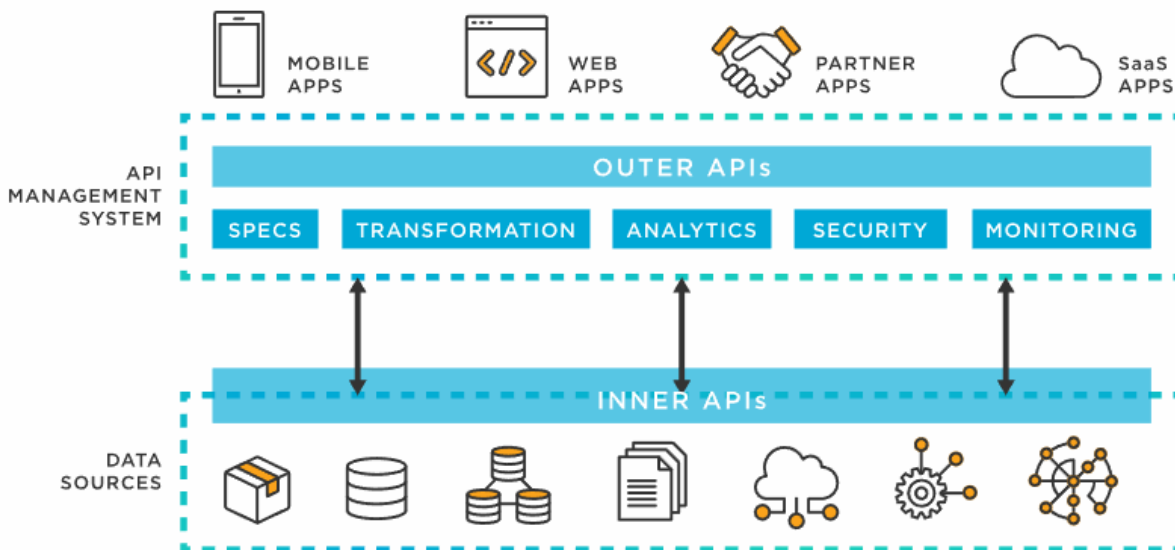 MOBILE
APPS
WEB
APPS
PARTNER
APPS
SaaS
APPS
API
MANAGEMENT
SYSTEM
OUTER APIs
SPECS
TRANSFORMATION
ANALYTICS
SECURITY
MONITORING
INNER APIs
DATA
SOURCES